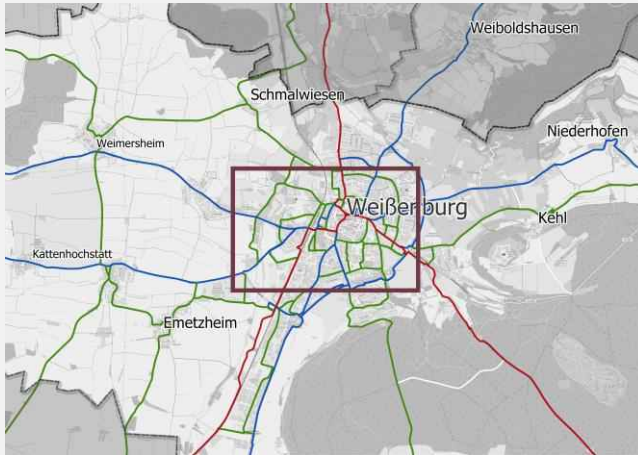 Weiboldshausen
Schmalwiesen
Niederhofen
Weimersheim
Weißenburg
Kehl
Kattenhochstatt
Emetzheim